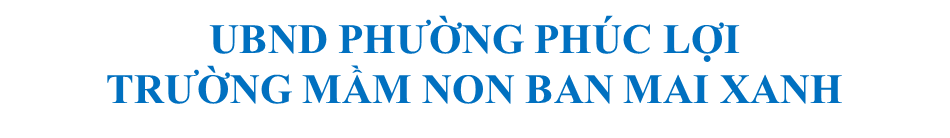 UBND PHƯỜNG PHÚC LỢI
TRƯỜNG MẦM NON BAN MAI XANH